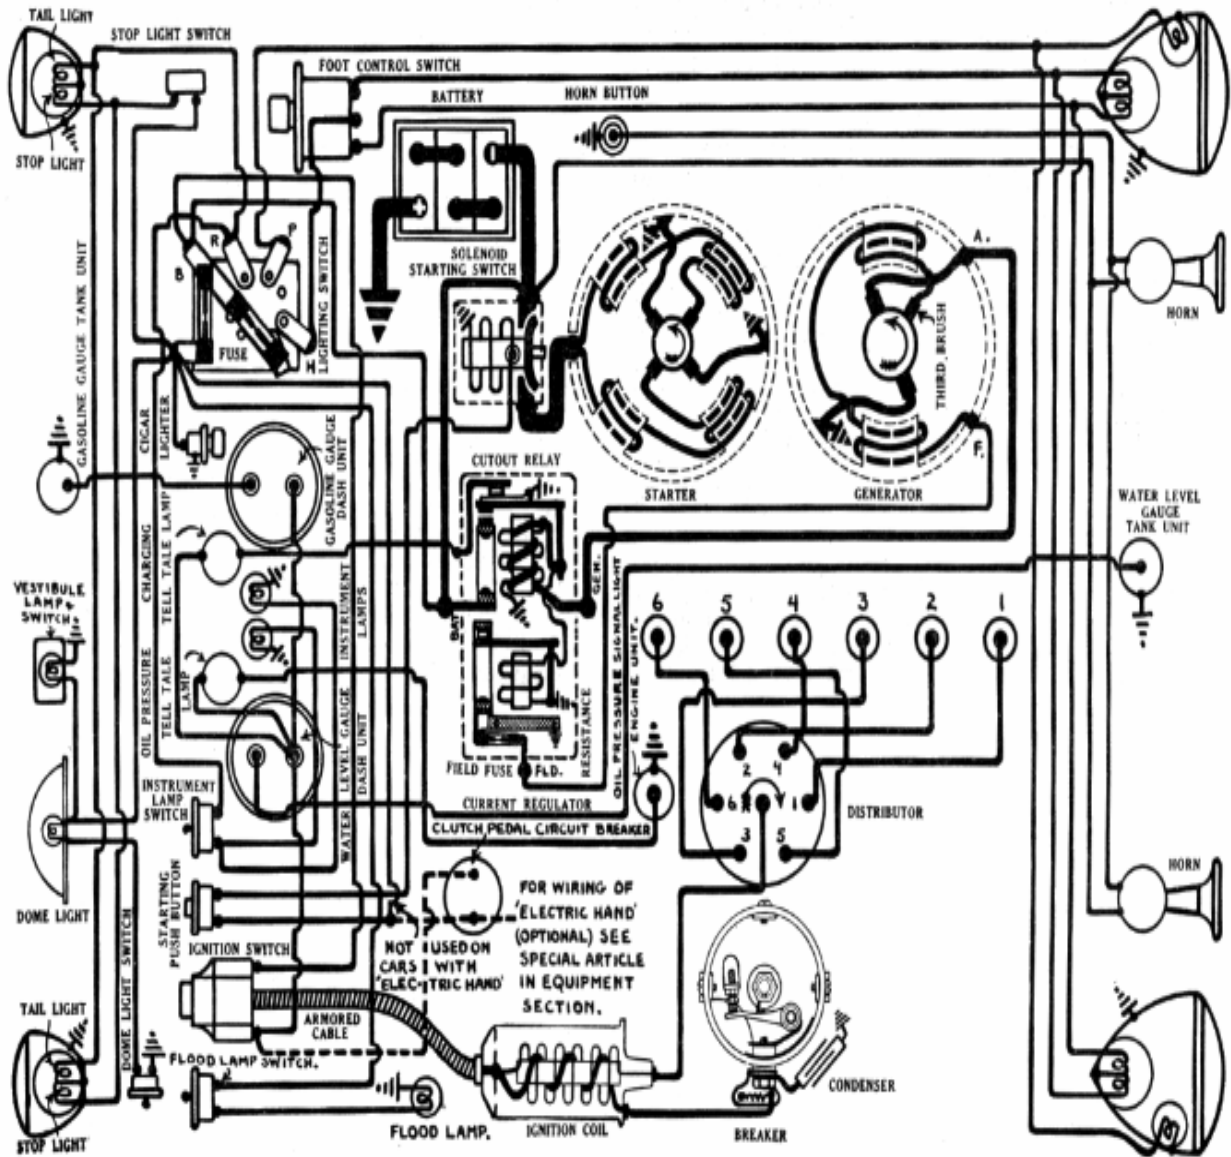 TAIL LIGHT
STOP LIGHT SWITCH
FOOT CONTROL SWITCH
BATTERY
HORN BUTTON
STOP LIGHT
GASOLINE GAUGE TANK UNIT
R
P
B
H
FUSE
LIGHTING SWITCH
SOLENOID
STARTING SWITCH
A.
THIRD BRUSH
F.
HORN
CIGAR
LIGHTER
GASOLINE GAUGE
DASH UNIT
CUTOUT RELAY
STARTER
GENERATOR
WATER LEVEL
GAUGE
TANK UNIT
CHARGING
TELL TALE LAMP
VESTIBULE
LAMP &
SWITCH
INSTRUMENT
LAMPS
BAT
GEN.
OIL PRESSURE SIGNAL LIGHT
ENGINE UNIT.
6
5
4
3
2
1
OIL PRESSURE
TELL TALE
LAMP
WATER LEVEL GAUGE
DASH UNIT
RESISTANCE
FIELD FUSE
FLD.
2
4
6
1
3
5
DISTRIBUTOR
INSTRUMENT
LAMP
SWITCH
CURRENT REGULATOR
CLUTCH PEDAL CIRCUIT BREAKER
HORN
DOME LIGHT
STARTING
PUSH BUTTON
FOR WIRING OF
'ELECTRIC HAND'
(OPTIONAL) SEE
SPECIAL ARTICLE
IN EQUIPMENT
SECTION.
NOT USED ON
CARS WITH
'ELECTRIC HAND'
IGNITION SWITCH
DOME LIGHT SWITCH
ARMORED
CABLE
TAIL LIGHT
FLOOD LAMP SWITCH.
CONDENSER
STOP LIGHT
FLOOD LAMP.
IGNITION COIL
BREAKER